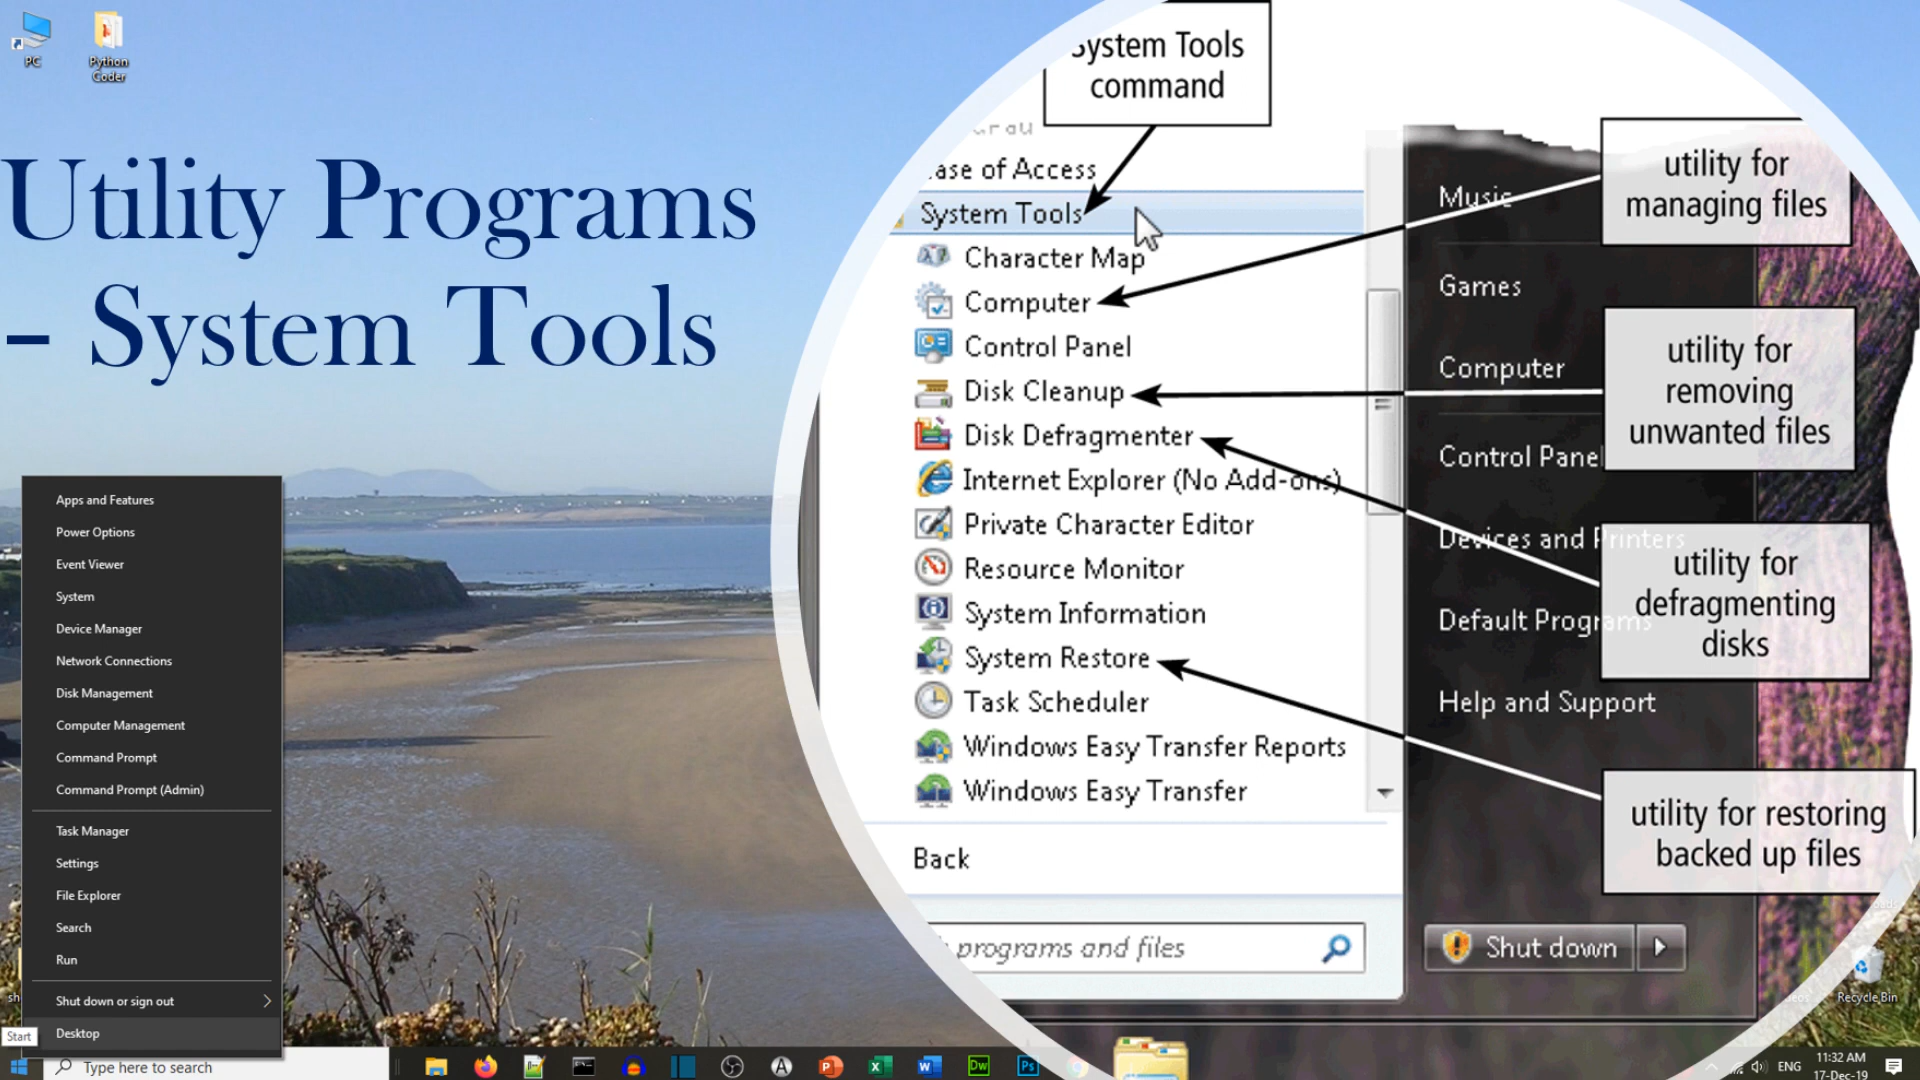 PC
Python
Coder
Utility Programs
– System Tools
Apps and Features
Power Options
Event Viewer
System
Device Manager
Network Connections
Disk Management
Computer Management
Command Prompt
Command Prompt (Admin)
Task Manager
Settings
File Explorer
Search
Run
Shut down or sign out
Desktop
Start
Type here to search
System Tools
command
ase of Access
System Tools
Character Map
Computer
Control Panel
Disk Cleanup
Disk Defragmenter
Internet Explorer (No Add-ons)
Private Character Editor
Resource Monitor
System Information
System Restore
Task Scheduler
Windows Easy Transfer Reports
Windows Easy Transfer
Back
programs and files
Music
Games
Computer
Control Panel
Devices and Printers
Default Programs
Help and Support
Shut down
utility for
managing files
utility for
removing
unwanted files
utility for
defragmenting
disks
utility for restoring
backed up files
Recycle Bin
Dw
Ps
ENG
11:32 AM
17-Dec-19